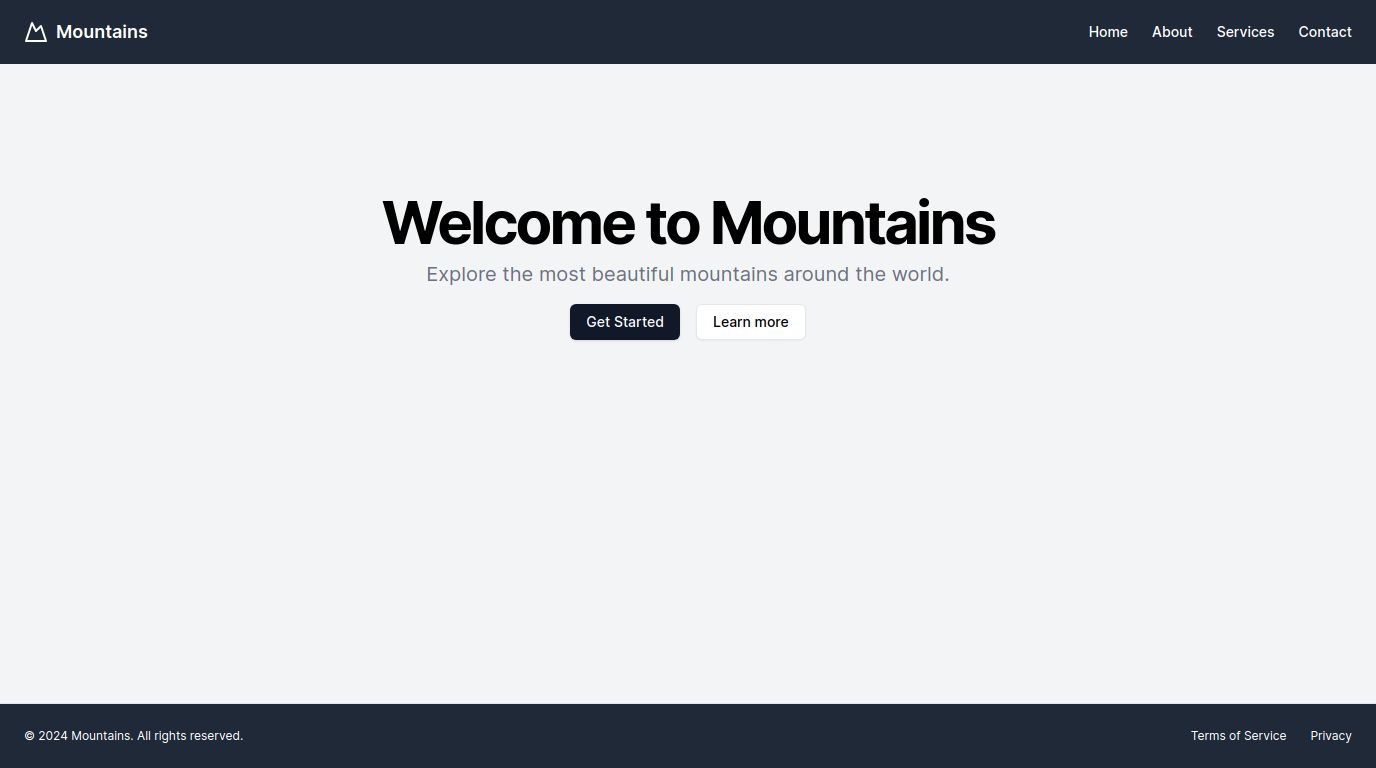 Mountains
Home About Services Contact
Welcome to Mountains
Explore the most beautiful mountains around the world.
Get Started Learn more
© 2024 Mountains. All rights reserved.
Terms of Service Privacy